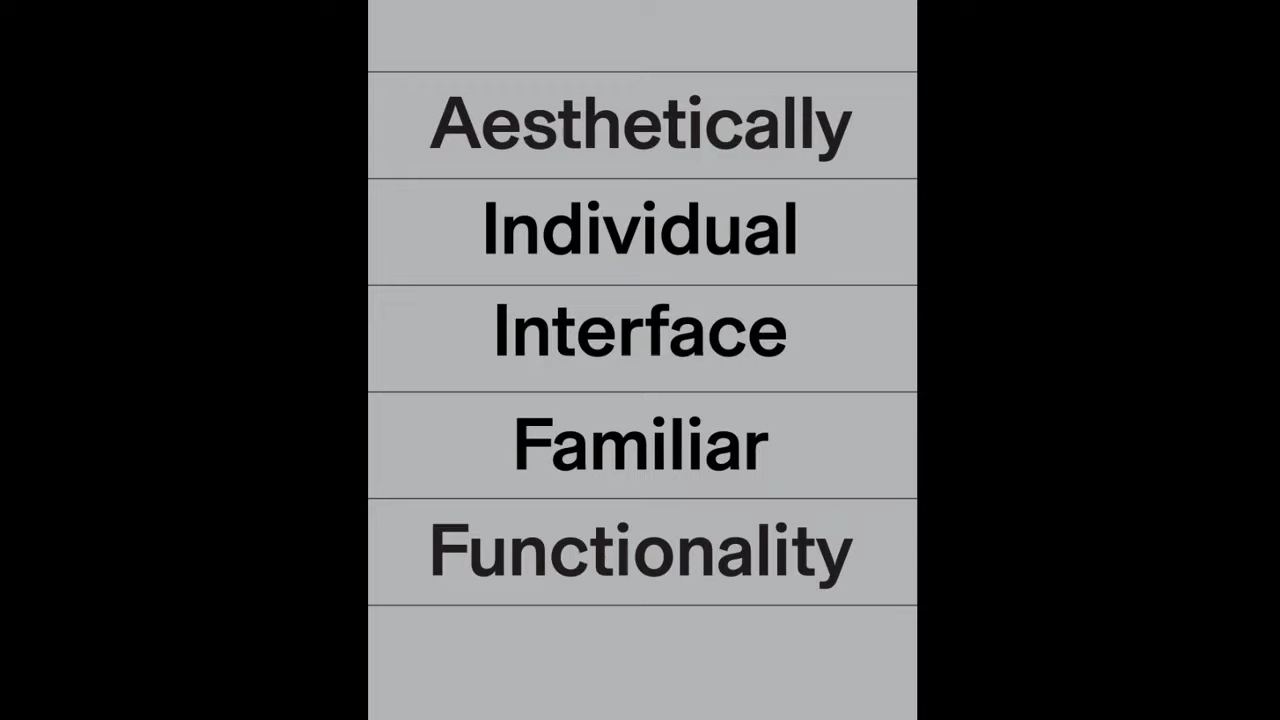 Aesthetically
Individual
Interface
Familiar
Functionality